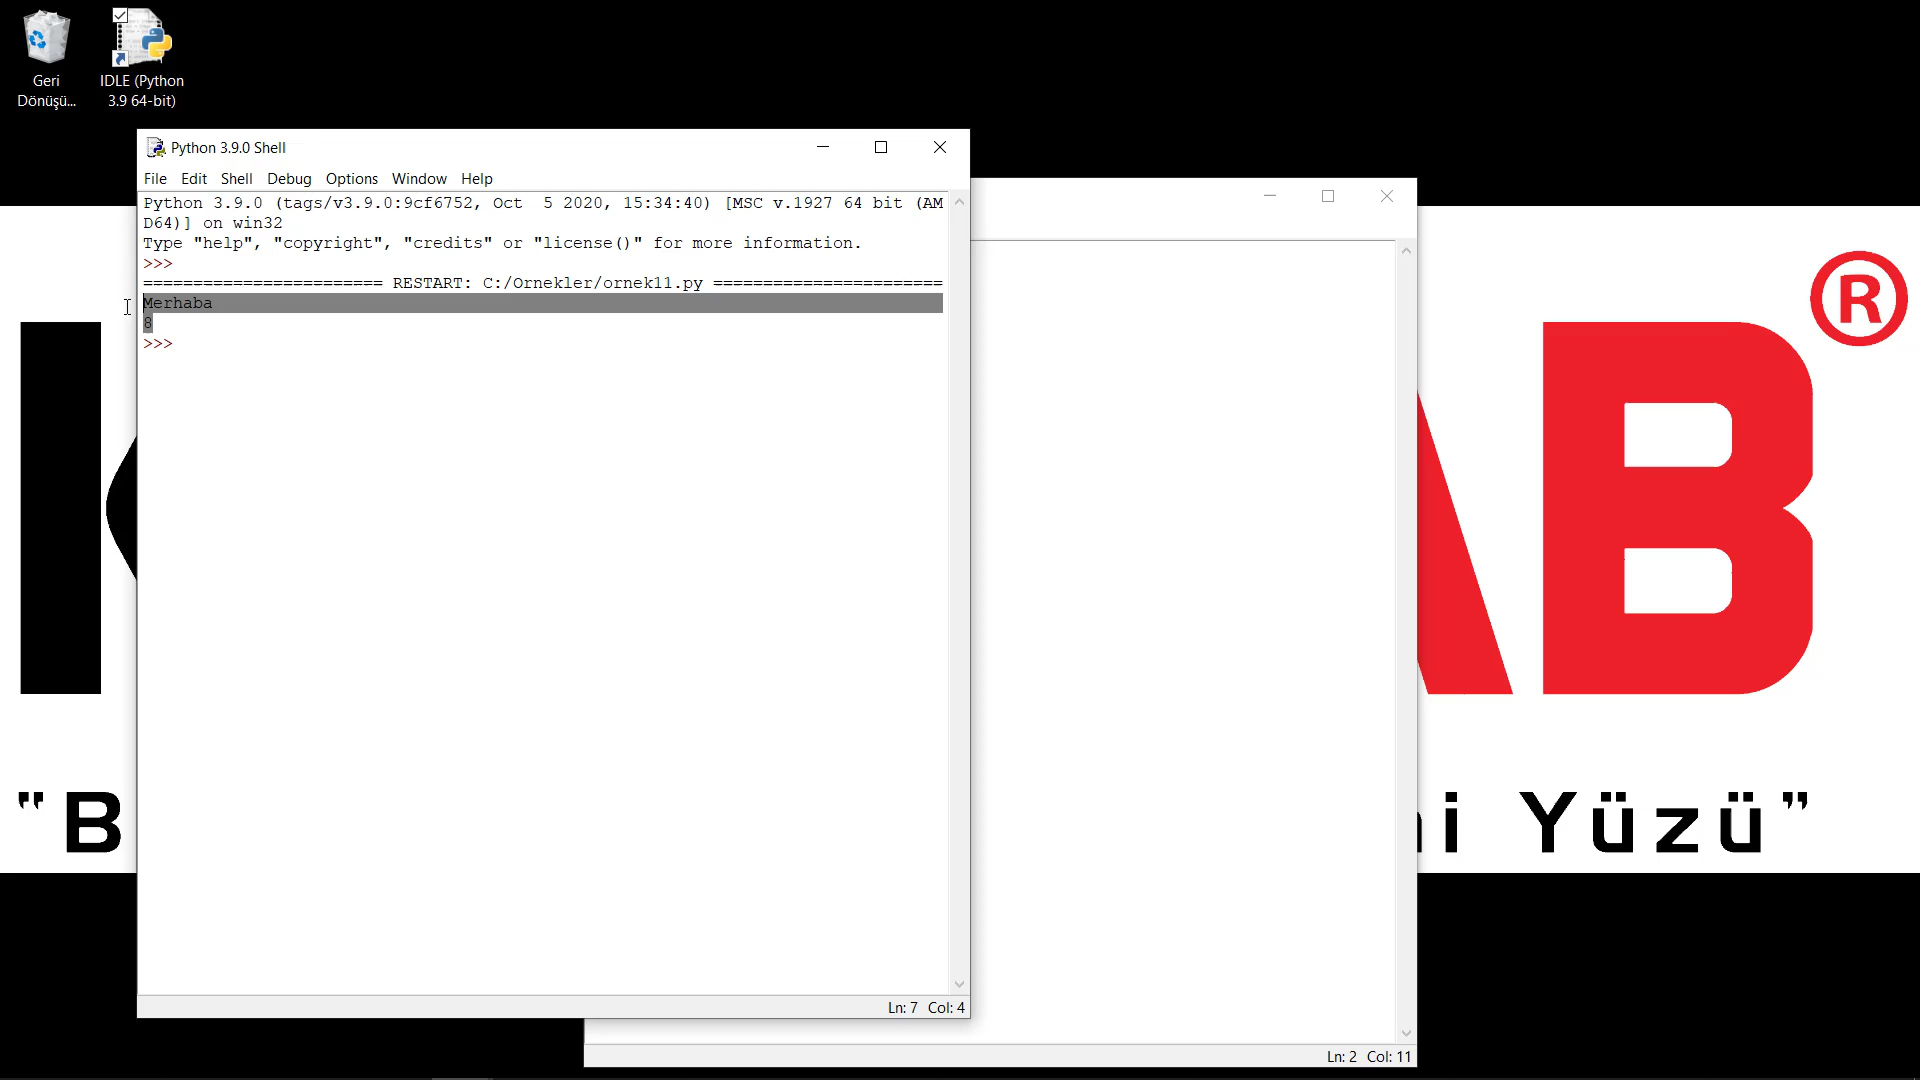 Geri
Dönüşü...
IDLE (Python
3.9 64-bit)
Python 3.9.0 Shell
File Edit Shell Debug Options Window Help
Python 3.9.0 (tags/v3.9.0:9cf6752, Oct  5 2020, 15:34:40) [MSC v.1927 64 bit (AM
D64)] on win32
Type "help", "copyright", "credits" or "license()" for more information.
>>>
======================== RESTART: C:/Ornekler/ornek11.py =======================
Merhaba
8
>>>
Ln: 7 Col: 4
Ln: 2 Col: 11
B
®
"B
i Yüzü"